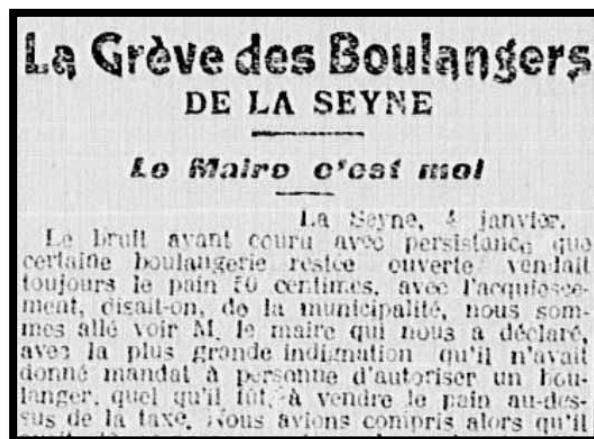 La Grève des Boulangers
DE LA SEYNE
Le Maire c'est moi
La Seyne, 4 janvier.
Le bruit ayant couru avec persistance que
certaine boulangerie restée ouverte vendait
toujours le pain 50 centimes, avec l'acquiesce-
ment, disait-on, de la municipalité, nous som-
mes allé voir M. le maire qui nous a déclaré,
avec la plus grande indignation qu'il n'avait
donné mandat à personne d'autoriser un bou-
langer, quel qu'il fût, à vendre le pain au-des-
sus de la taxe. Nous avions compris alors qu'il